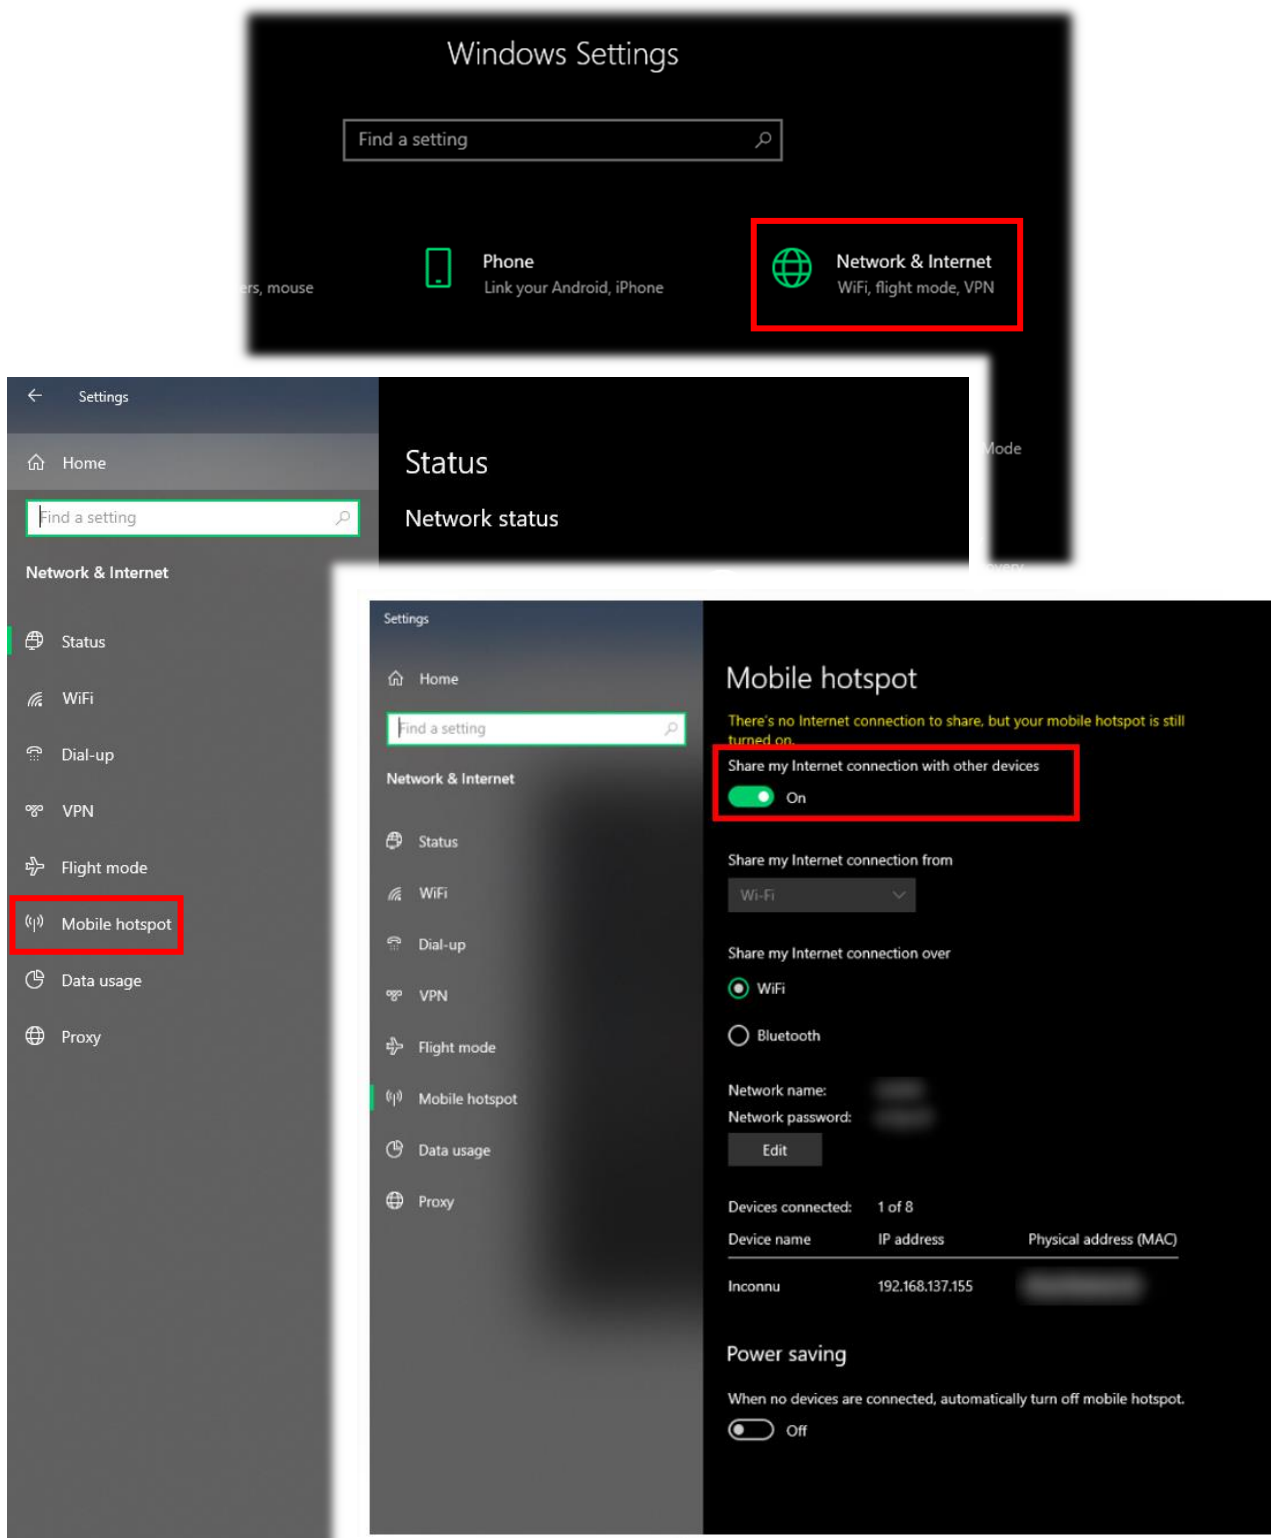 Windows Settings
Find a setting
Phone
Link your Android, iPhone
Network & Internet
WiFi, flight mode, VPN
ers, mouse
Mode
Settings
Home
Find a setting
Network & Internet
Status
WiFi
Dial-up
VPN
Flight mode
Mobile hotspot
Data usage
Proxy
Status
Network status
Settings
Home
Find a setting
Network & Internet
Status
WiFi
Dial-up
VPN
Flight mode
Mobile hotspot
Data usage
Proxy
Mobile hotspot
There's no Internet connection to share, but your mobile hotspot is still
turned on.
Share my Internet connection with other devices
On
Share my Internet connection from
Wi-Fi
Share my Internet connection over
WiFi
Bluetooth
Network name:
Network password:
Edit
Devices connected: 1 of 8
Device name IP address Physical address (MAC)
Inconnu 192.168.137.155
Power saving
When no devices are connected, automatically turn off mobile hotspot.
Off